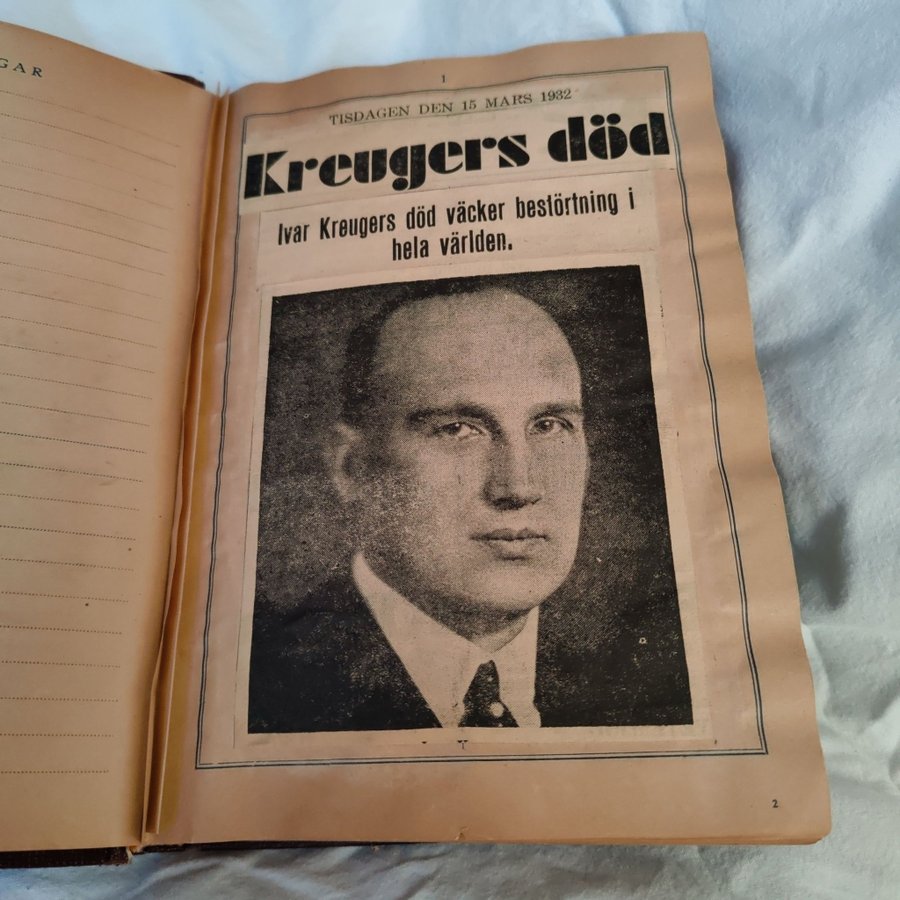 GAR
1
TISDAGEN DEN 15 MARS 1932
Kreugers död
Ivar Kreugers död väcker bestörtning i
hela världen.
2